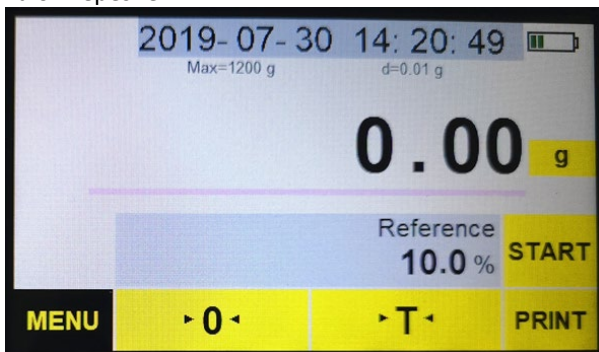 2019-07-30 14:20:49
Max=1200 g d=0.01 g
0.00 g
Reference
10.0 %
START
MENU
0
T
PRINT